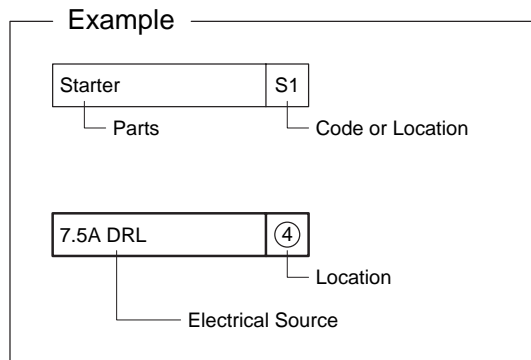 Example
Starter S1
Parts Code or Location
7.5A DRL 4
Location
Electrical Source